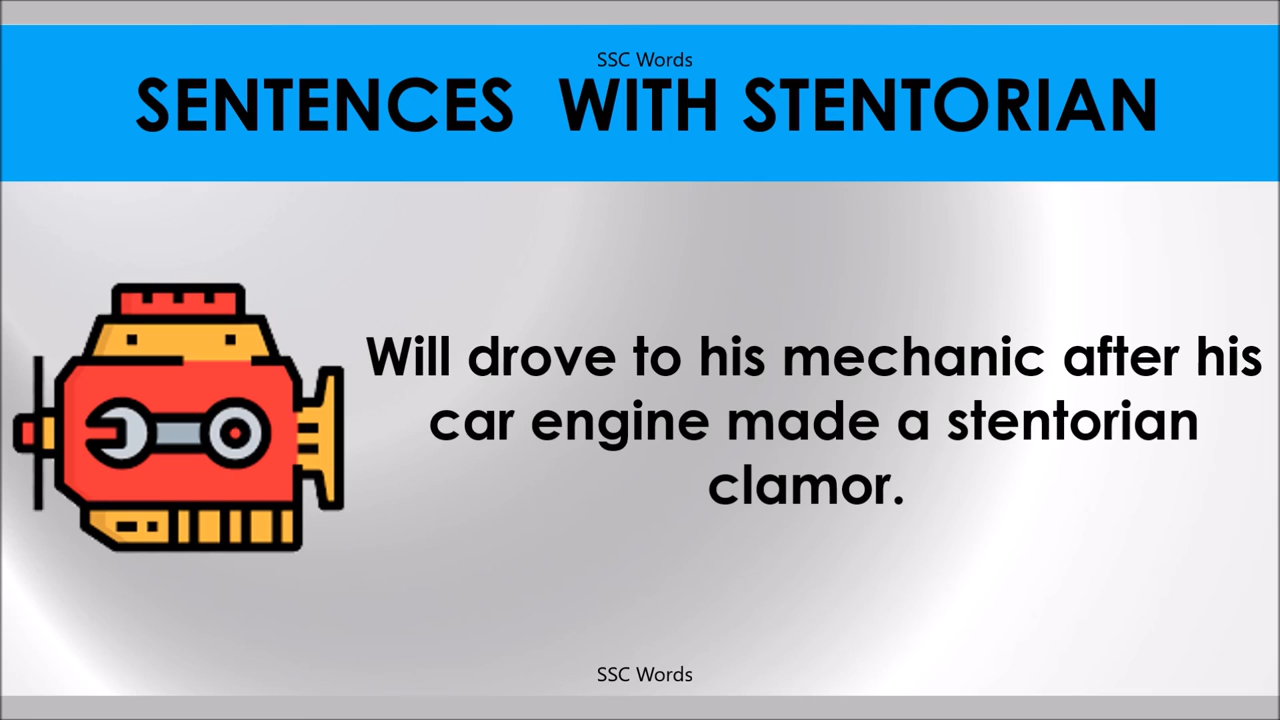 SSC Words
SENTENCES WITH STENTORIAN
Will drove to his mechanic after his
car engine made a stentorian
clamor.
SSC Words